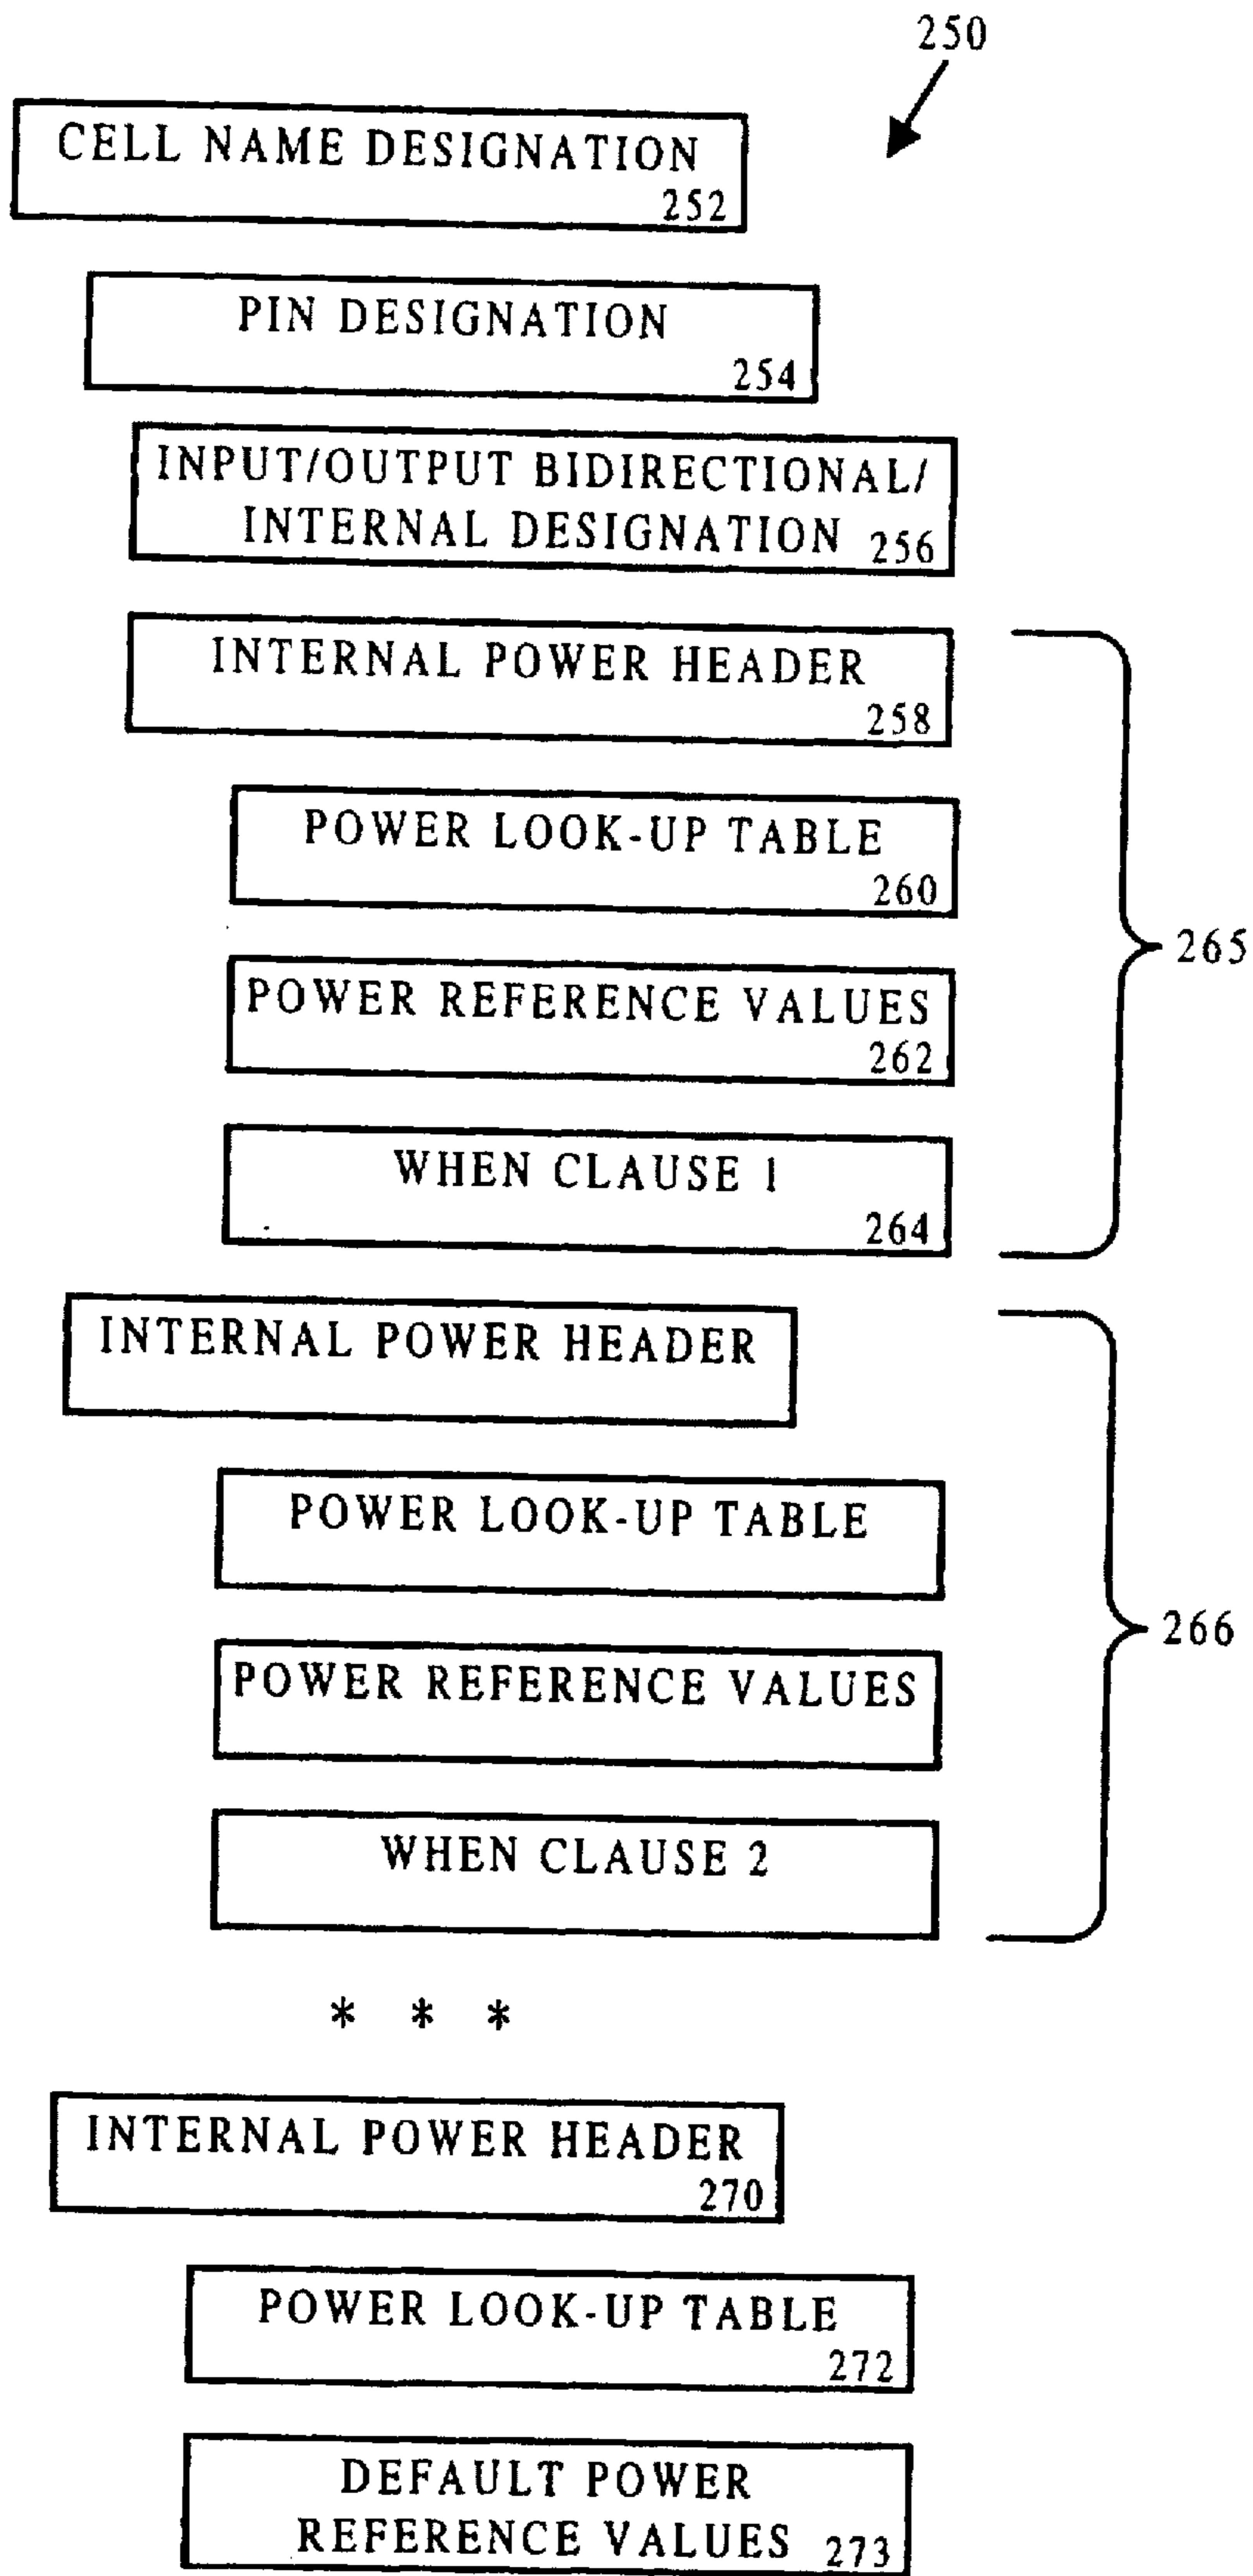 250
CELL NAME DESIGNATION
252
PIN DESIGNATION
254
INPUT/OUTPUT BIDIRECTIONAL/
INTERNAL DESIGNATION 256
INTERNAL POWER HEADER
258
POWER LOOK-UP TABLE
260
265
POWER REFERENCE VALUES
262
WHEN CLAUSE 1
264
INTERNAL POWER HEADER
POWER LOOK-UP TABLE
266
POWER REFERENCE VALUES
WHEN CLAUSE 2
* * *
INTERNAL POWER HEADER
270
POWER LOOK-UP TABLE
272
DEFAULT POWER
REFERENCE VALUES 273